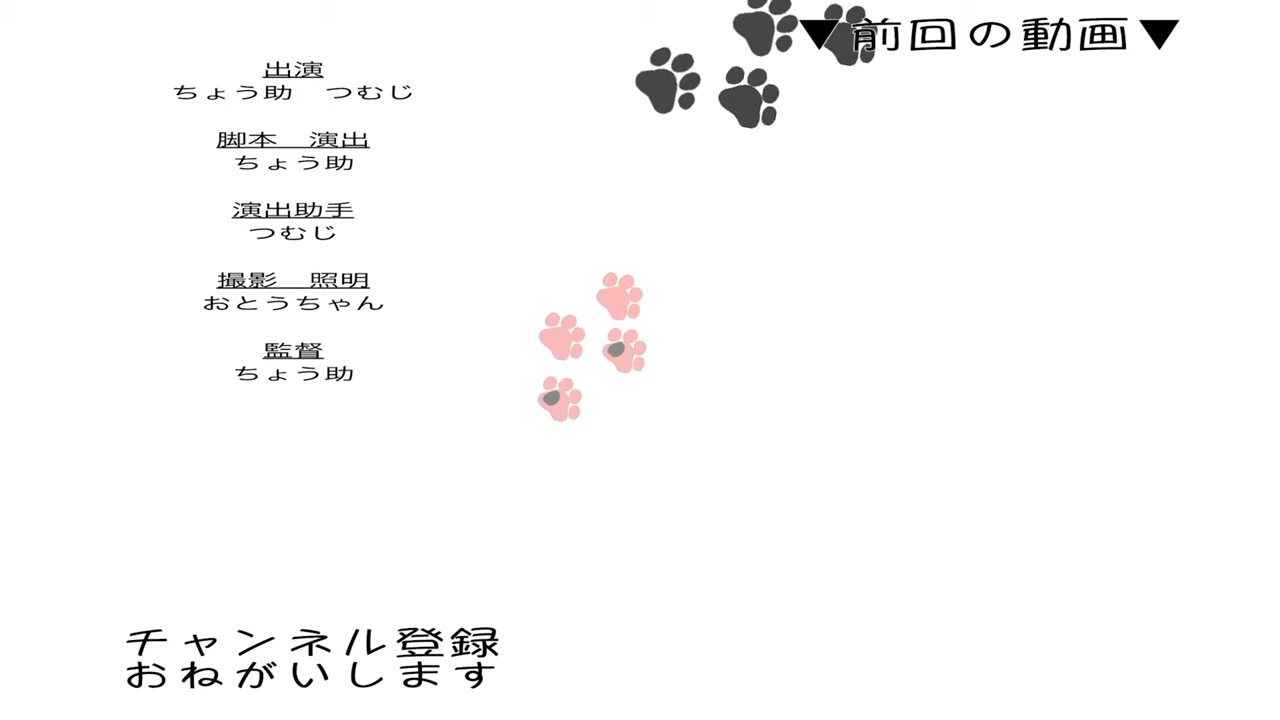 出演
ちょう助　つむじ
脚本　演出
ちょう助
演出助手
つむじ
撮影　照明
おとうちゃん
監督
ちょう助
▼前回の動画▼
チャンネル登録
おねがいします